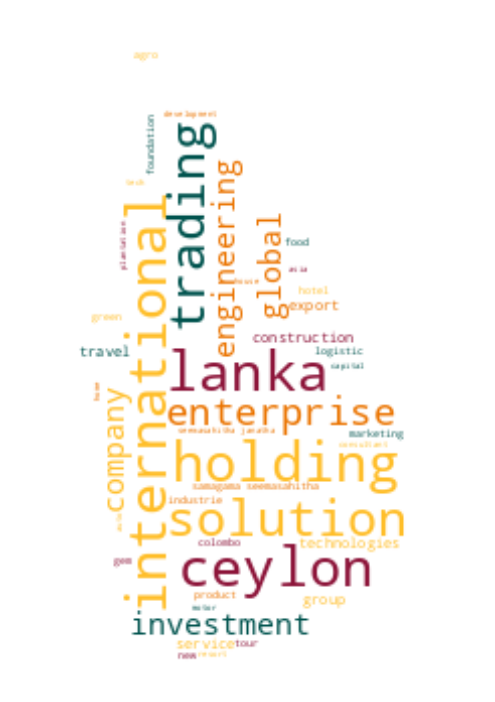 agro
development
foundation
trading
engineering
tech
international
plantation
global
food
asia
house
hotel
export
green
construction
travel
logistic
lanka
capital
home
company
enterprise
seemasahitha janatha
marketing
consultant
holding
samagama seemasahitha
industrie
solution
colombo
technologies
gem
ceylon
product
group
motor
investment
service
tour
new
resort